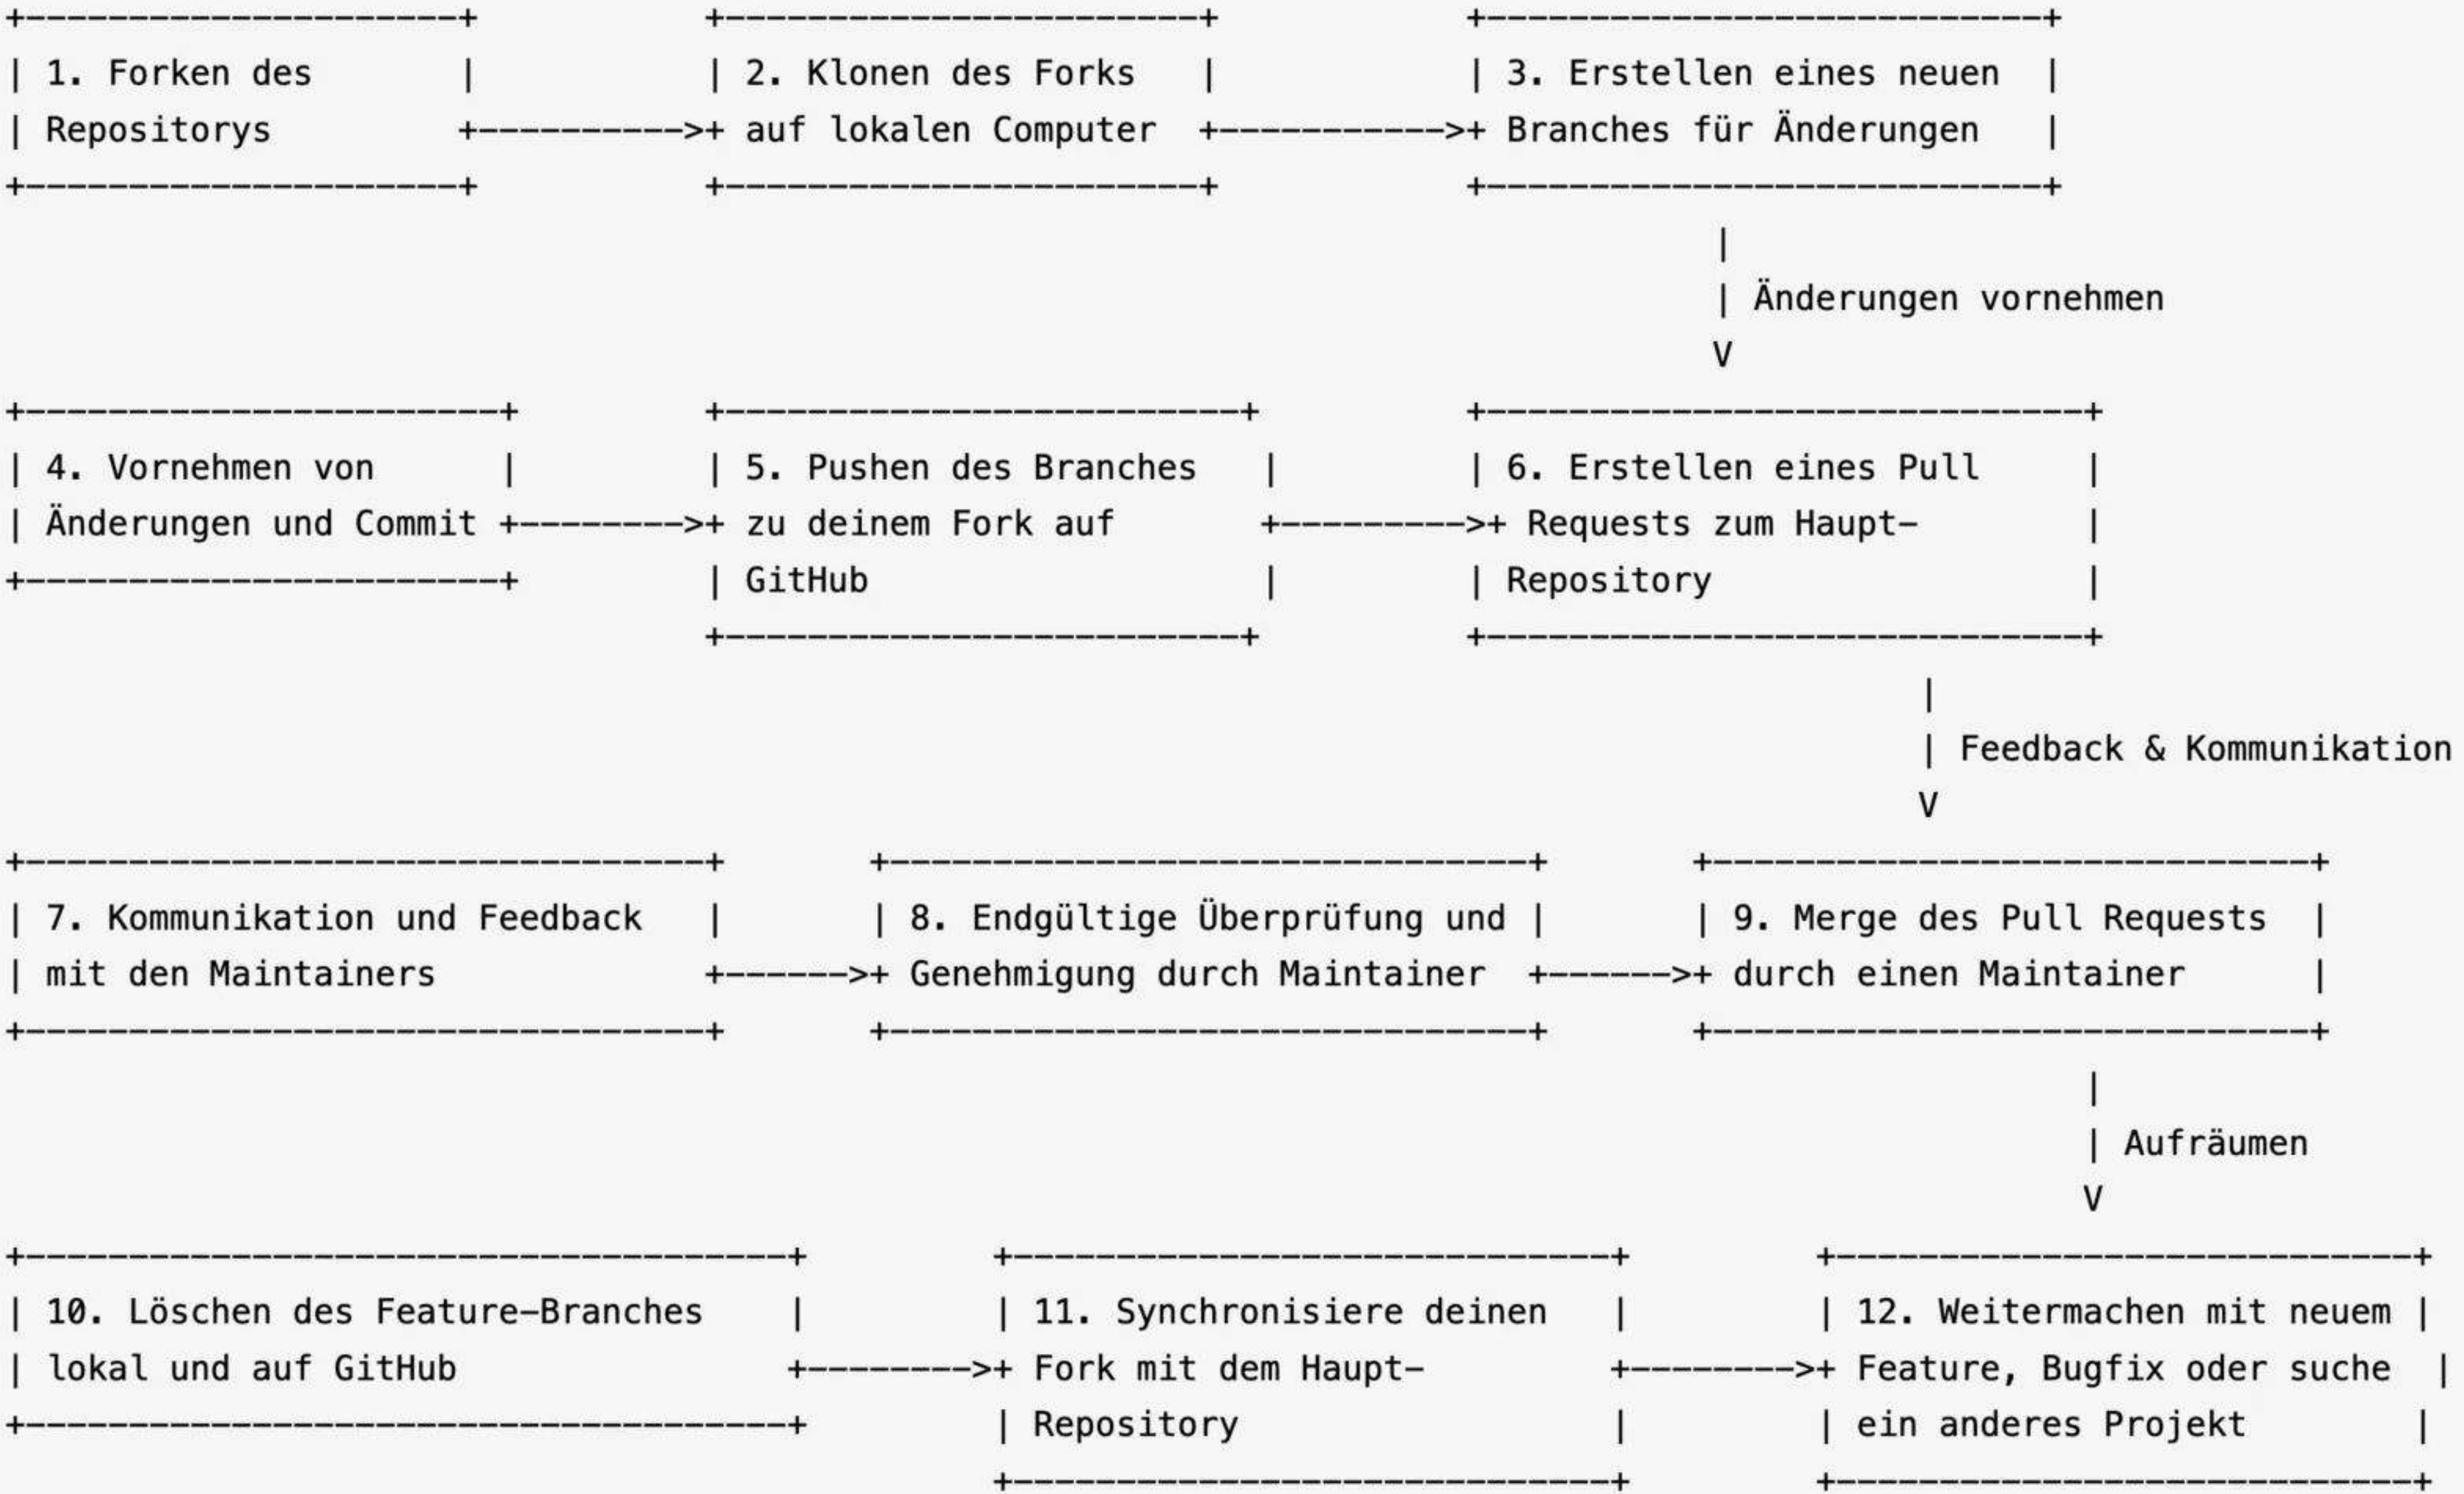 +---------------------+           +-----------------------+            +---------------------------+
| 1. Forken des       |           | 2. Klonen des Forks   |            | 3. Erstellen eines neuen  |
| Repositorys         +---------->+ auf lokalen Computer  +----------->+ Branches für Änderungen   |
+---------------------+           +-----------------------+            +---------------------------+
|
| Änderungen vornehmen
V
+-----------------------+         +-------------------------+          +-----------------------------+
| 4. Vornehmen von      |         | 5. Pushen des Branches   |         | 6. Erstellen eines Pull     |
| Änderungen und Commit +-------->+ zu deinem Fork auf       +--------->+ Requests zum Haupt-        |
+-----------------------+         | GitHub                   |         | Repository                  |
+-------------------------+          +-----------------------------+
|
| Feedback & Kommunikation
V
+---------------------------------+       +-------------------------------+       +-----------------------------+
| 7. Kommunikation und Feedback   |       | 8. Endgültige Überprüfung und |       | 9. Merge des Pull Requests  |
| mit den Maintainers             +------>+ Genehmigung durch Maintainer  +------>+ durch einen Maintainer      |
+---------------------------------+       +-------------------------------+       +-----------------------------+
|
| Aufräumen
V
+-------------------------------------+         +-----------------------------+         +----------------------------+
| 10. Löschen des Feature-Branches    |         | 11. Synchronisiere deinen   |         | 12. Weitermachen mit neuem |
| lokal und auf GitHub                +-------->+ Fork mit dem Haupt-         +-------->+ Feature, Bugfix oder suche  |
+-------------------------------------+         | Repository                  |         | ein anderes Projekt        |
+-----------------------------+         +----------------------------+